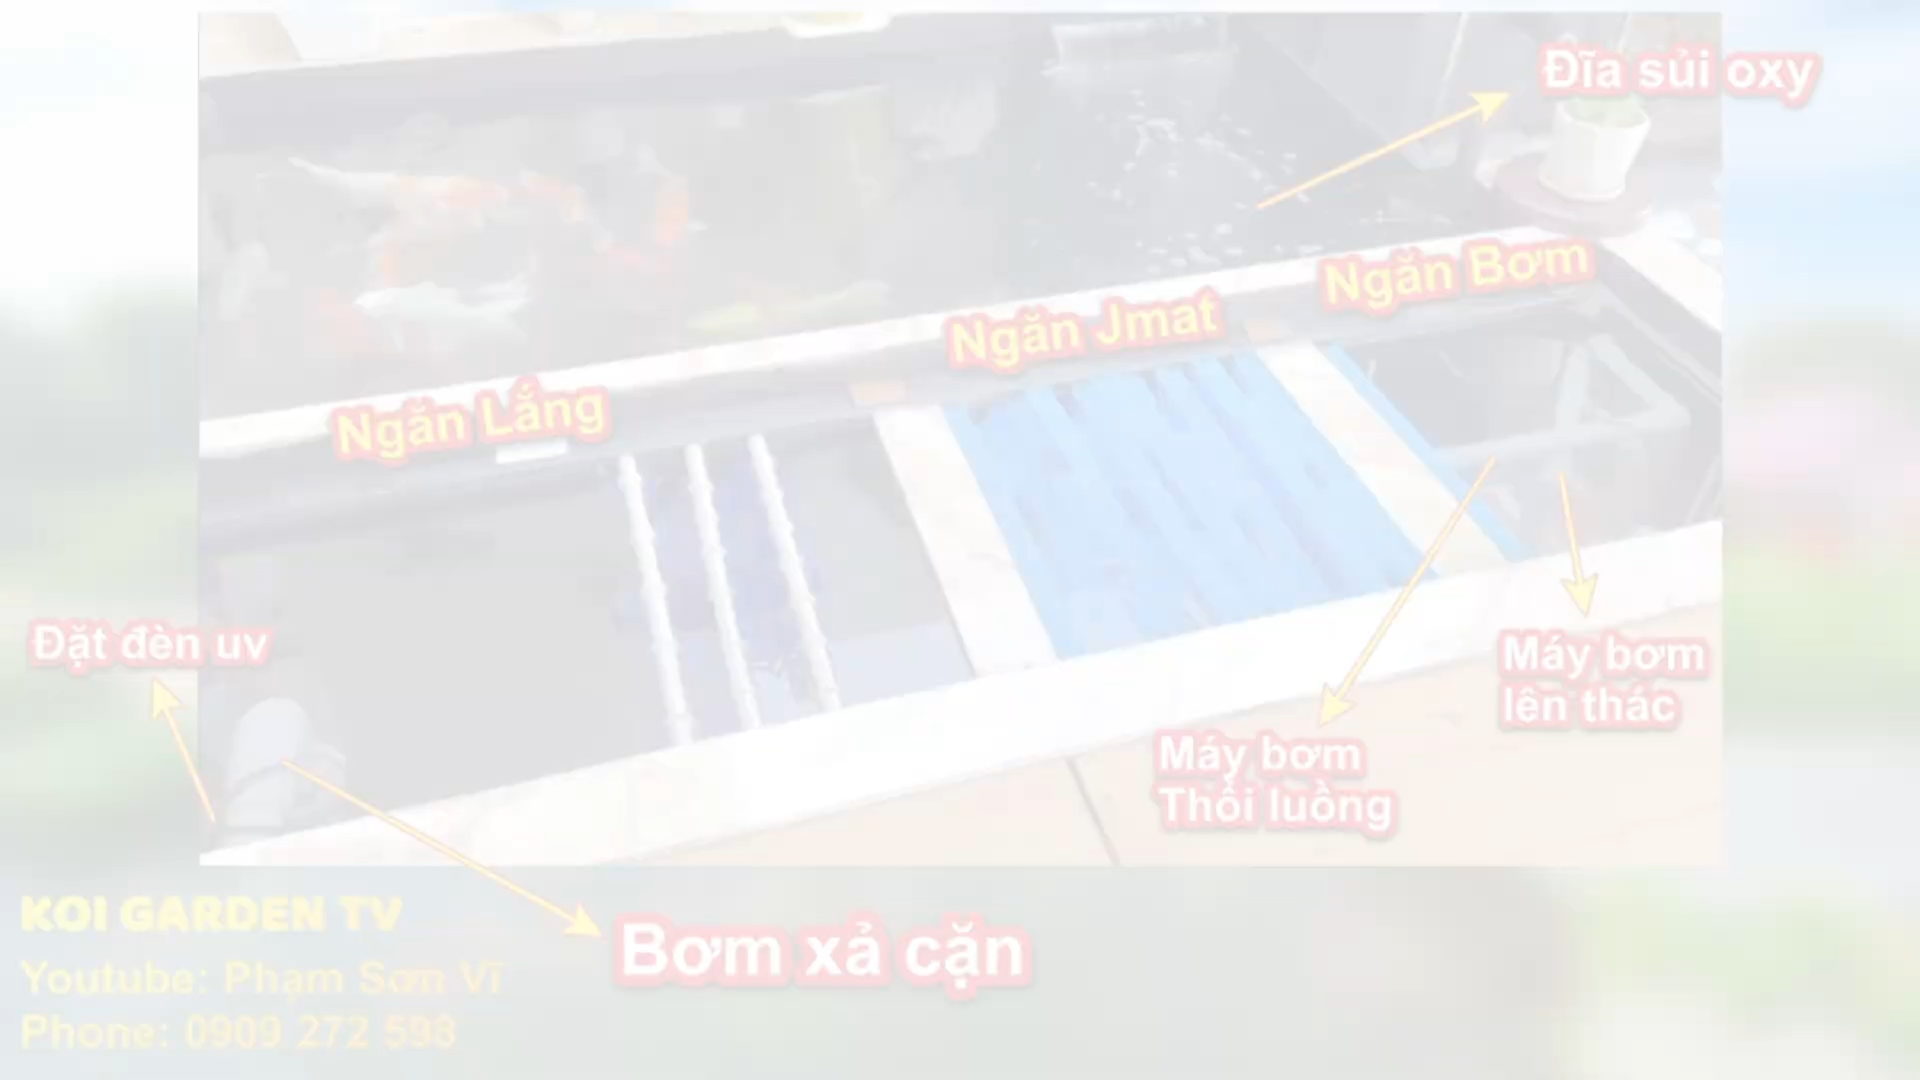 Đĩa sủi oxy
Ngăn Bơm
Ngăn Jmat
Ngăn Lắng
Đặt đèn uv
Máy bơm
lên thác
Máy bơm
Thổi luồng
KOI GARDEN TV
Bơm xả cặn
Youtube: Phạm Sơn Vĩ
Phone: 0909 272 598